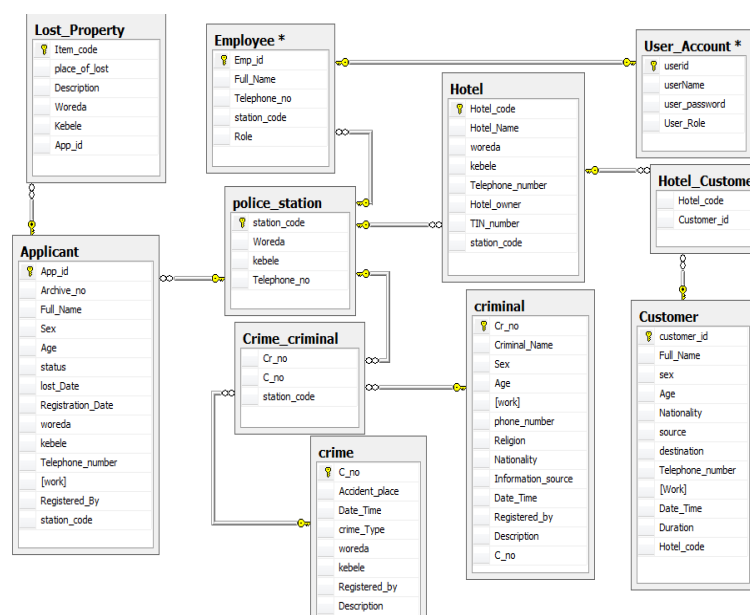 Lost_Property
Item_code
place_of_lost
Description
Woreda
Kebele
App_id
Employee *
Emp_id
Full_Name
Telephone_no
station_code
Role
User_Account *
userid
userName
user_password
User_Role
Hotel
Hotel_code
Hotel_Name
woreda
kebele
Telephone_number
Hotel_owner
TIN_number
station_code
Hotel_Custome
Hotel_code
Customer_id
police_station
station_code
Woreda
kebele
Telephone_no
Applicant
App_id
Archive_no
Full_Name
Sex
Age
status
lost_Date
Registration_Date
woreda
kebele
Telephone_number
[work]
Registered_By
station_code
Crime_criminal
Cr_no
C_no
station_code
criminal
Cr_no
Criminal_Name
Sex
Age
[work]
phone_number
Religion
Nationality
Information_source
Date_Time
Registered_by
Description
C_no
Customer
customer_id
Full_Name
sex
Age
Nationality
source
destination
Telephone_number
[Work]
Date_Time
Duration
Hotel_code
crime
C_no
Accident_place
Date_Time
crime_Type
woreda
kebele
Registered_by
Description